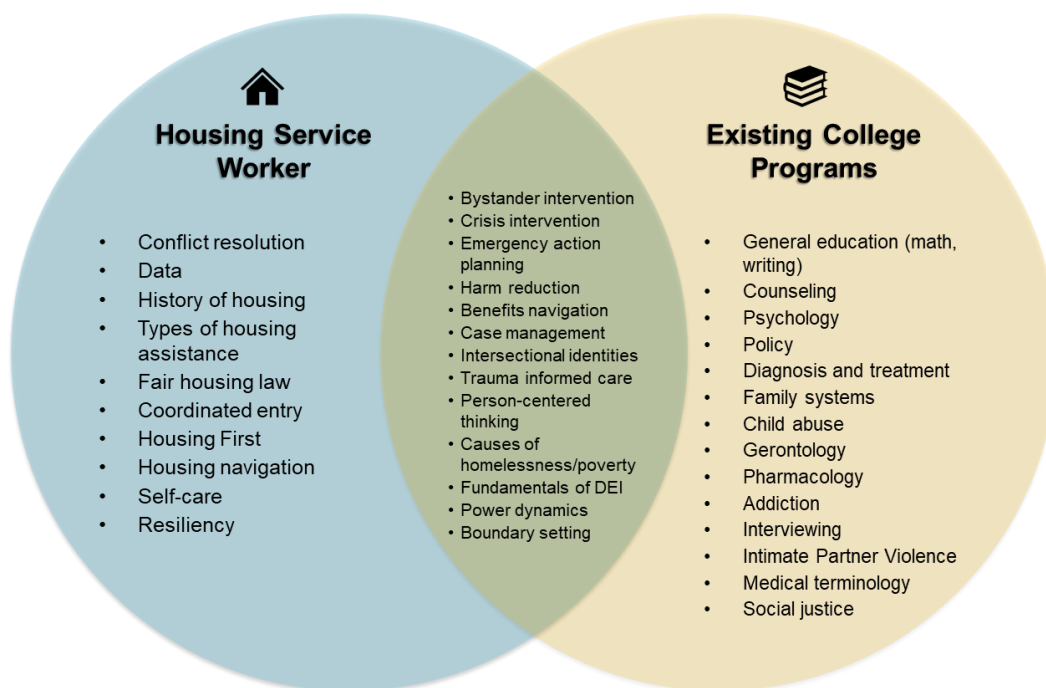 Housing Service
Worker
• Conflict resolution
• Data
• History of housing
• Types of housing
assistance
• Fair housing law
• Coordinated entry
• Housing First
• Housing navigation
• Self-care
• Resiliency
• Bystander intervention
• Crisis intervention
• Emergency action
planning
• Harm reduction
• Benefits navigation
• Case management
• Intersectional identities
• Trauma informed care
• Person-centered
thinking
• Causes of
homelessness/poverty
• Fundamentals of DEI
• Power dynamics
• Boundary setting
Existing College
Programs
• General education (math,
writing)
• Counseling
• Psychology
• Policy
• Diagnosis and treatment
• Family systems
• Child abuse
• Gerontology
• Pharmacology
• Addiction
• Interviewing
• Intimate Partner Violence
• Medical terminology
• Social justice